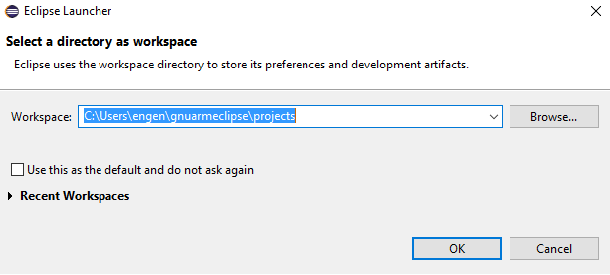 Eclipse Launcher
Select a directory as workspace
Eclipse uses the workspace directory to store its preferences and development artifacts.
Workspace: C:\Users\engen\gnuarmeclipse\projects Browse...
Use this as the default and do not ask again
Recent Workspaces
OK Cancel